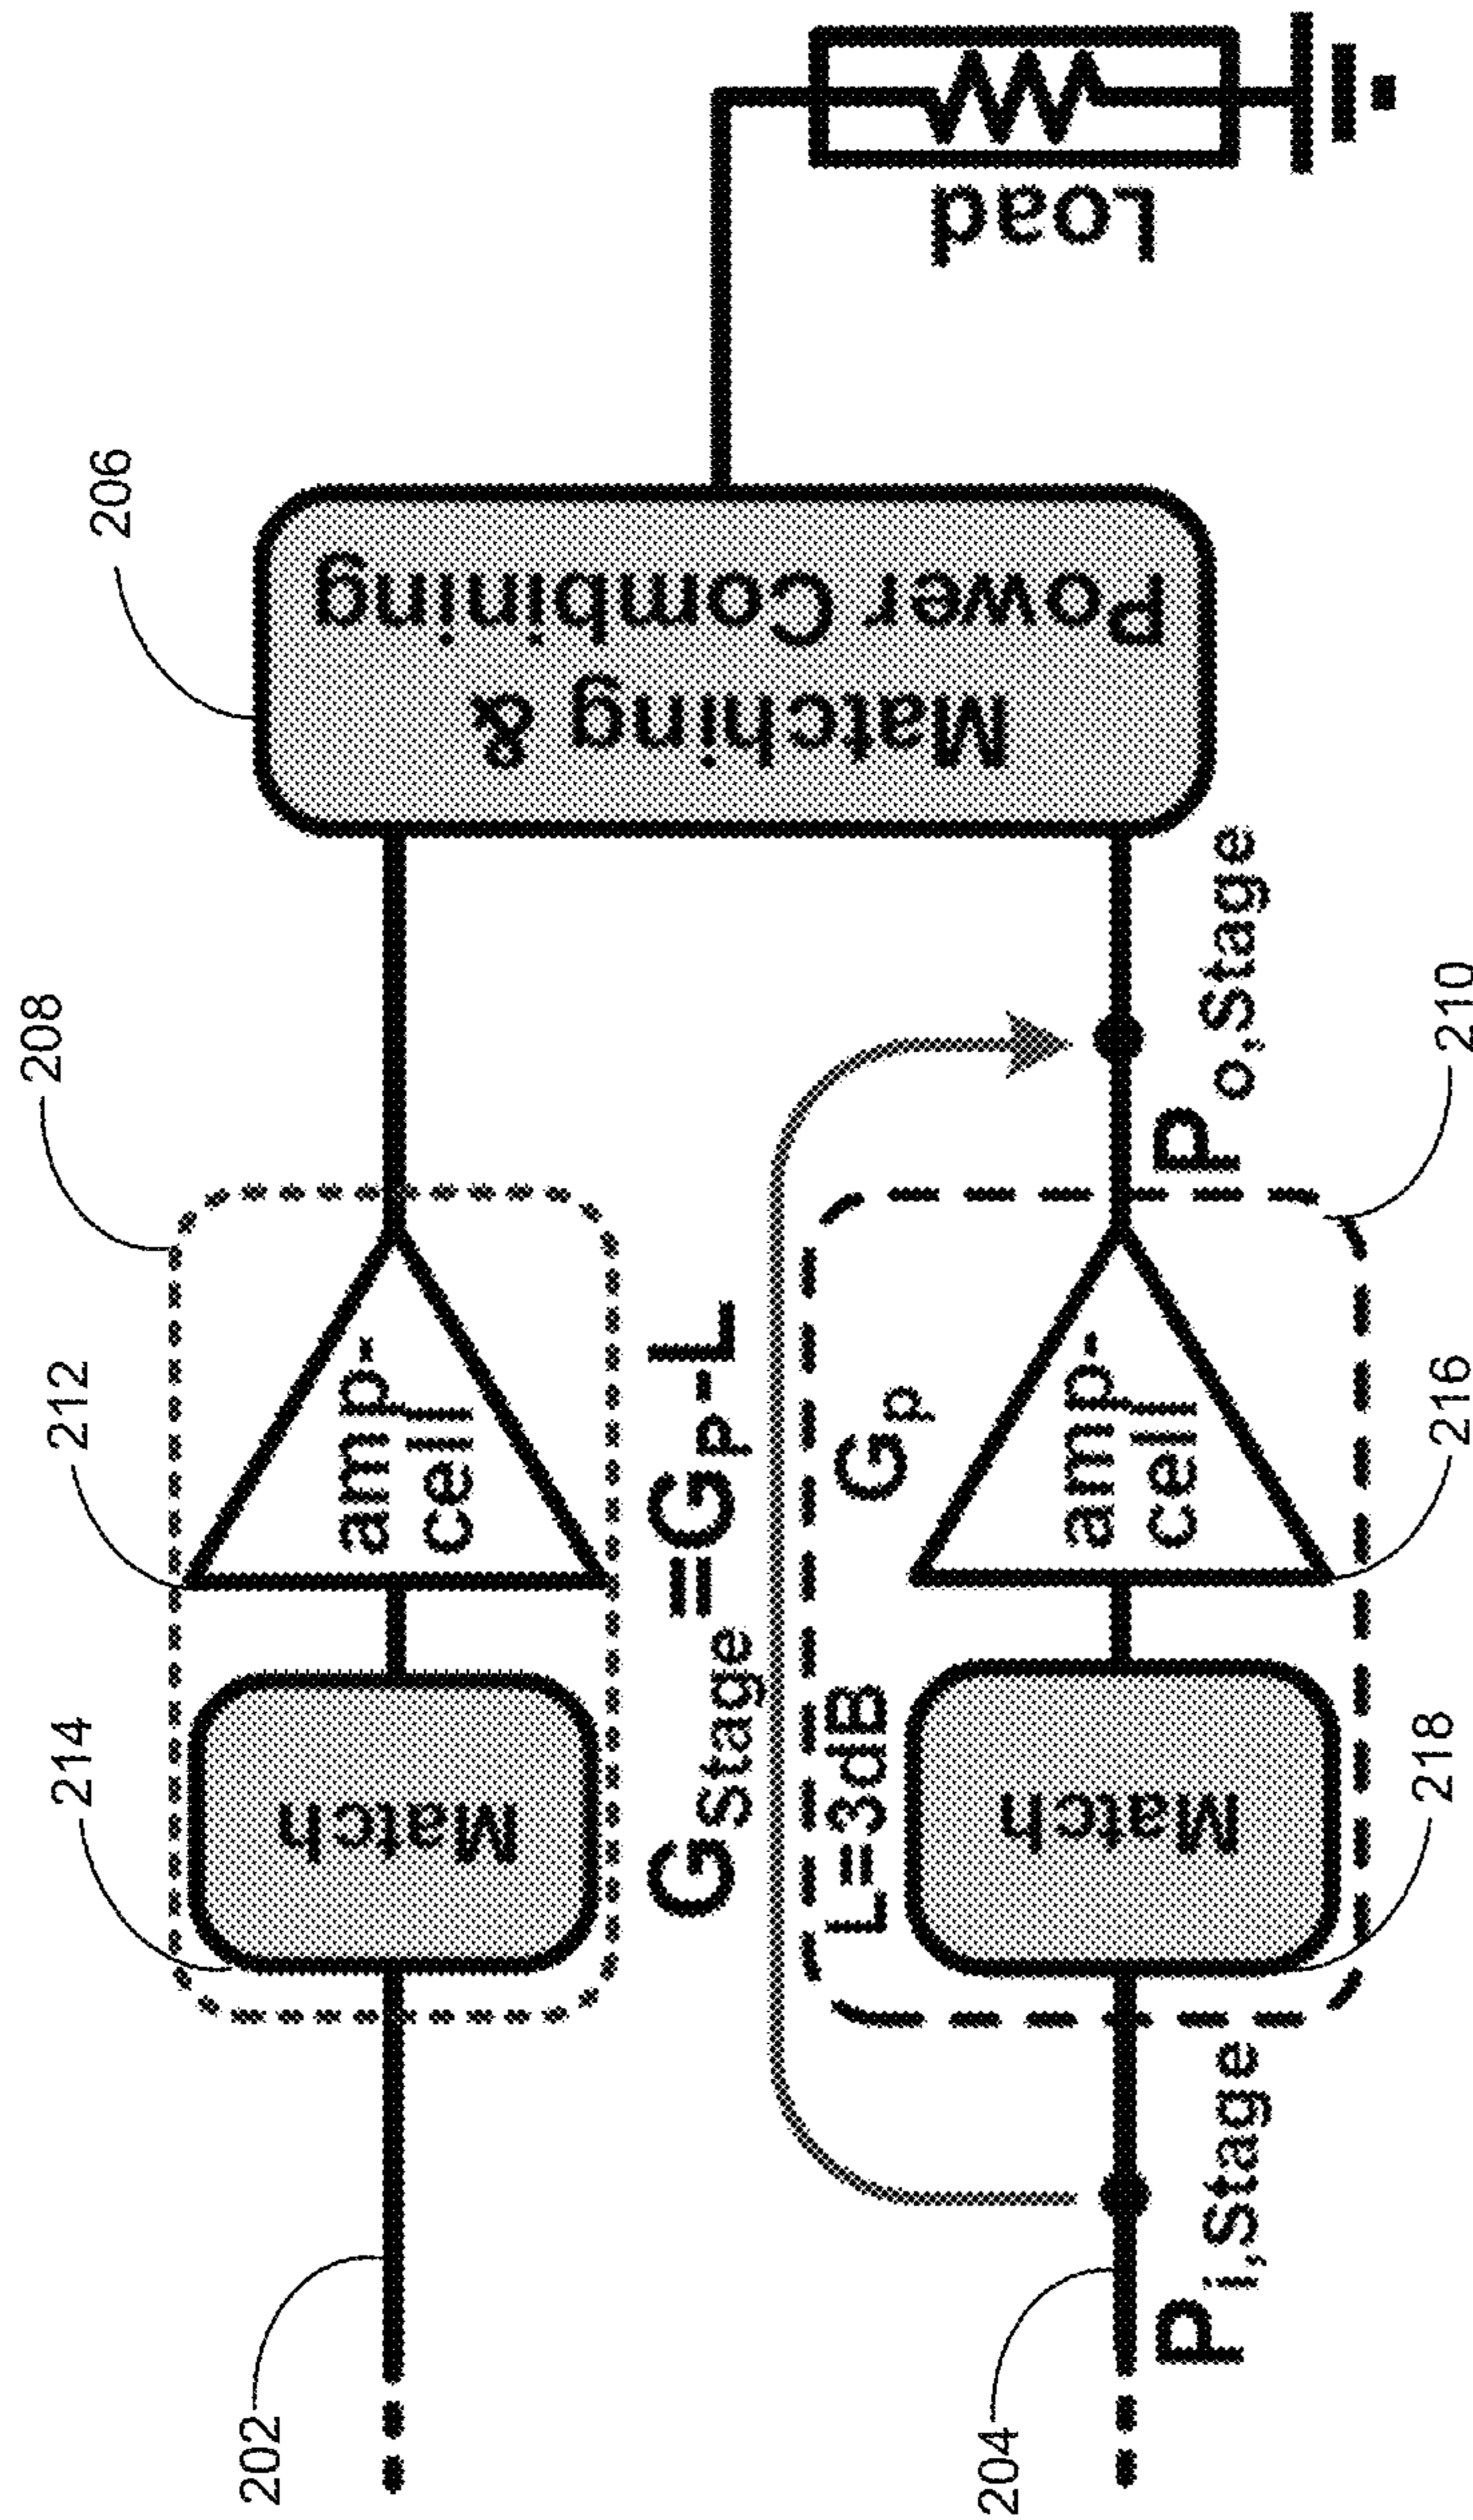 202
214
212
208
206
Match
amp-
cell
Matching &
Power Combining
Load
GStage=Gp-L
L=3dB
Gp
Match
amp-
cell
204
Pi,Stage
Po,Stage
218
216
210